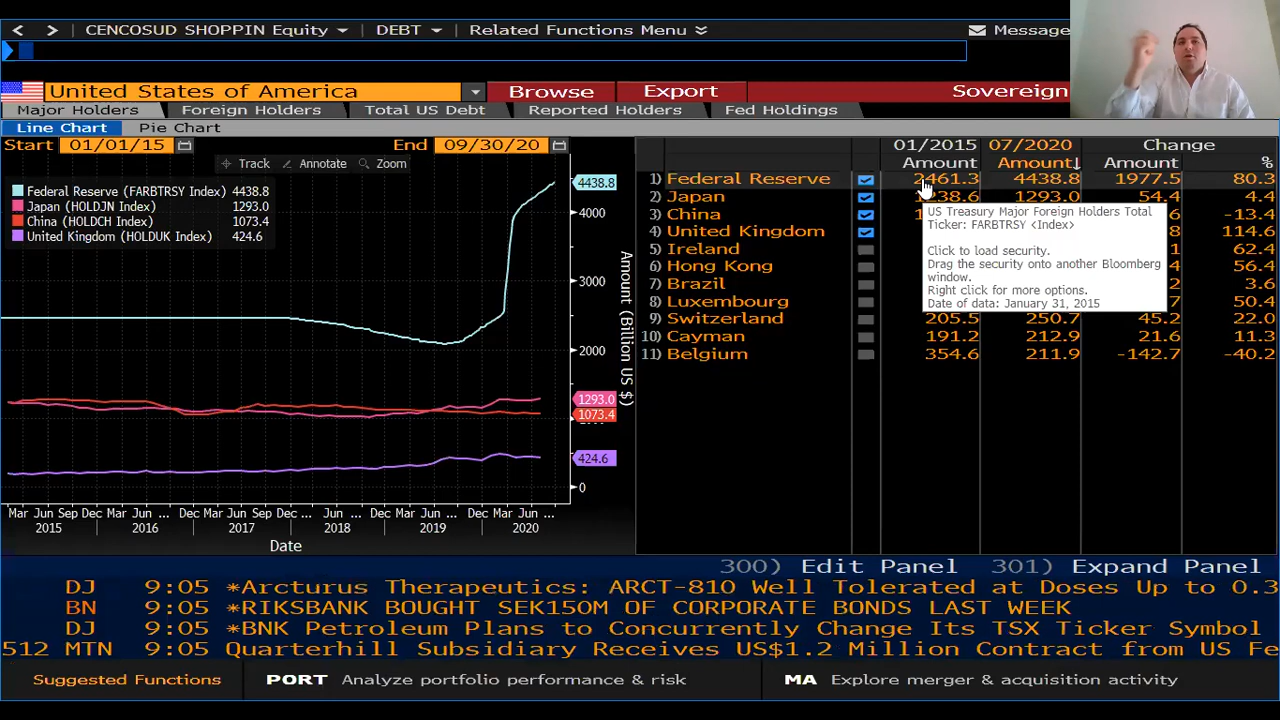 < > CENCOSUD SHOPPIN Equity DEBT Related Functions Menu Message
United States of America Browse Export Sovereign
Major Holders Foreign Holders Total US Debt Reported Holders Fed Holdings
Line Chart Pie Chart
Start 01/01/15 End 09/30/20
Track Annotate Zoom
Federal Reserve (FARBTRSY Index) 4438.8
Japan (HOLDJN Index) 1293.0
China (HOLDCH Index) 1073.4
United Kingdom (HOLDUK Index) 424.6
4438.8
4000
3000
2000
1293.0
1073.4
424.6
0
Amount (Billion US $)
Mar Jun Sep Dec Mar Jun ... Dec Mar Jun Sep Dec ... Jun ... Dec Mar Jun ... Dec Mar Jun ...
2015 2016 2017 2018 2019 2020
Date
01/2015 07/2020 Change
Amount Amount↓ Amount %
1) Federal Reserve 2461.3 4438.8 1977.5 80.3
2) Japan 1238.6 1293.0 54.4 4.4
3) China 1 6 -13.4
4) United Kingdom 8 114.6
5) Ireland 1 62.4
6) Hong Kong 4 56.4
7) Brazil 3.6
8) Luxembourg 7 50.4
9) Switzerland 205.5 250.7 45.2 22.0
10) Cayman 191.2 212.9 21.6 11.3
11) Belgium 354.6 211.9 -142.7 -40.2
US Treasury Major Foreign Holders Total
Ticker: FARBTRSY <Index>
Click to load security.
Drag the security onto another Bloomberg
window.
Right click for more options.
Date of data: January 31, 2015
300) Edit Panel 301) Expand Panel
DJ 9:05 *Arcturus Therapeutics: ARCT-810 Well Tolerated at Doses Up to 0.3
BN 9:05 *RIKSBANK BOUGHT SEK150M OF CORPORATE BONDS LAST WEEK
DJ 9:05 *BNK Petroleum Plans to Concurrently Change Its TSX Ticker Symbol
512 MTN 9:05 Quarterhill Subsidiary Receives US$1.2 Million Contract from US Fe
Suggested Functions PORT Analyze portfolio performance & risk MA Explore merger & acquisition activity